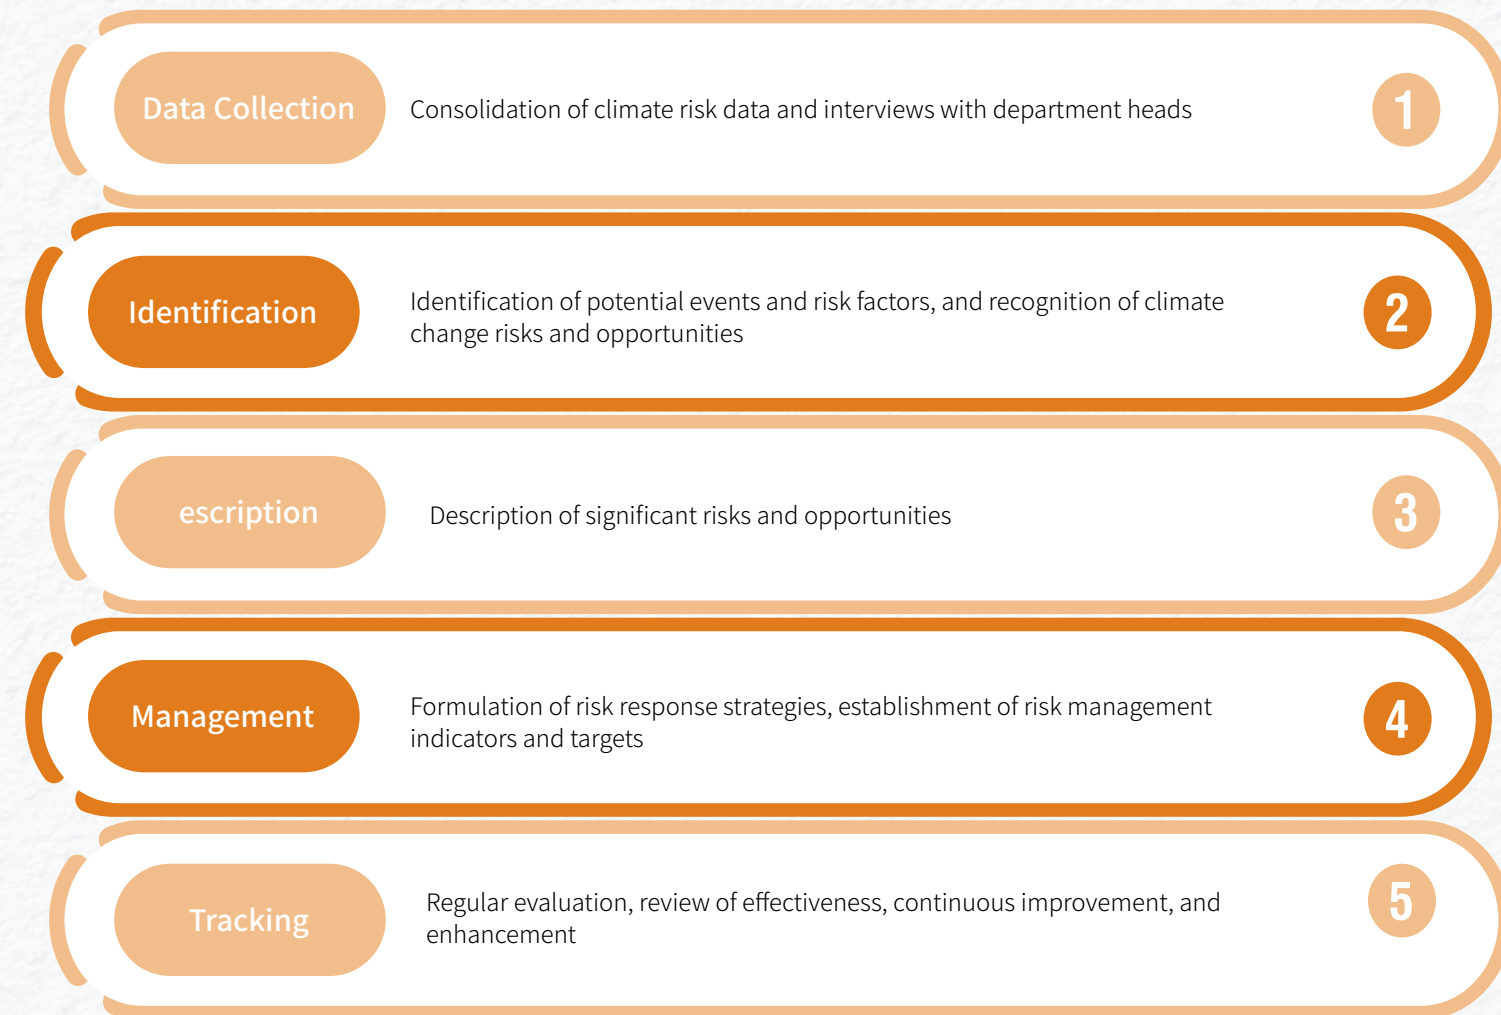 Data Collection
Consolidation of climate risk data and interviews with department heads
1
Identification
Identification of potential events and risk factors, and recognition of climate
change risks and opportunities
2
escription
Description of significant risks and opportunities
3
Management
Formulation of risk response strategies, establishment of risk management
indicators and targets
4
Tracking
Regular evaluation, review of effectiveness, continuous improvement, and
enhancement
5